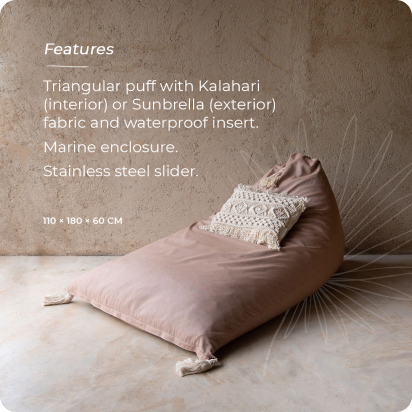 Features
Triangular puff with Kalahari
(interior) or Sunbrella (exterior)
fabric and waterproof insert.
Marine enclosure.
Stainless steel slider.
110 × 180 × 60 CM